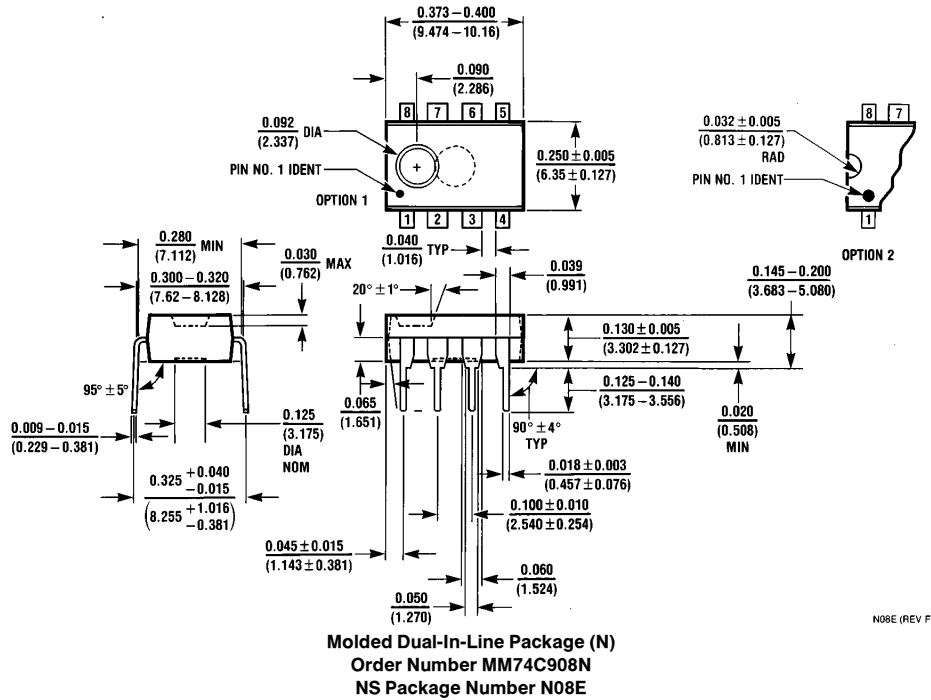 0.373 – 0.400
(9.474 – 10.16)
0.090
(2.286)
8 7 6 5
0.092 DIA
(2.337)
PIN NO. 1 IDENT
OPTION 1
1 2 3 4
0.250 ± 0.005
(6.35 ± 0.127)
8 7
0.032 ± 0.005
(0.813 ± 0.127)
RAD
PIN NO. 1 IDENT
1
OPTION 2
0.280 MIN
(7.112)
0.300 – 0.320
(7.62 – 8.128)
0.030 MAX
(0.762)
0.040 TYP
(1.016)
20° ± 1°
0.039
(0.991)
0.145 – 0.200
(3.683 – 5.080)
0.130 ± 0.005
(3.302 ± 0.127)
0.125 – 0.140
(3.175 – 3.556)
0.020
(0.508)
MIN
95° ± 5°
0.009 – 0.015
(0.229 – 0.381)
0.125
(3.175)
DIA
NOM
0.065
(1.651)
90° ± 4°
TYP
0.018 ± 0.003
(0.457 ± 0.076)
0.325 +0.040
–0.015
(8.255 +1.016
–0.381)
0.100 ± 0.010
(2.540 ± 0.254)
0.045 ± 0.015
(1.143 ± 0.381)
0.060
(1.524)
0.050
(1.270)
N08E (REV F
Molded Dual-In-Line Package (N)
Order Number MM74C908N
NS Package Number N08E